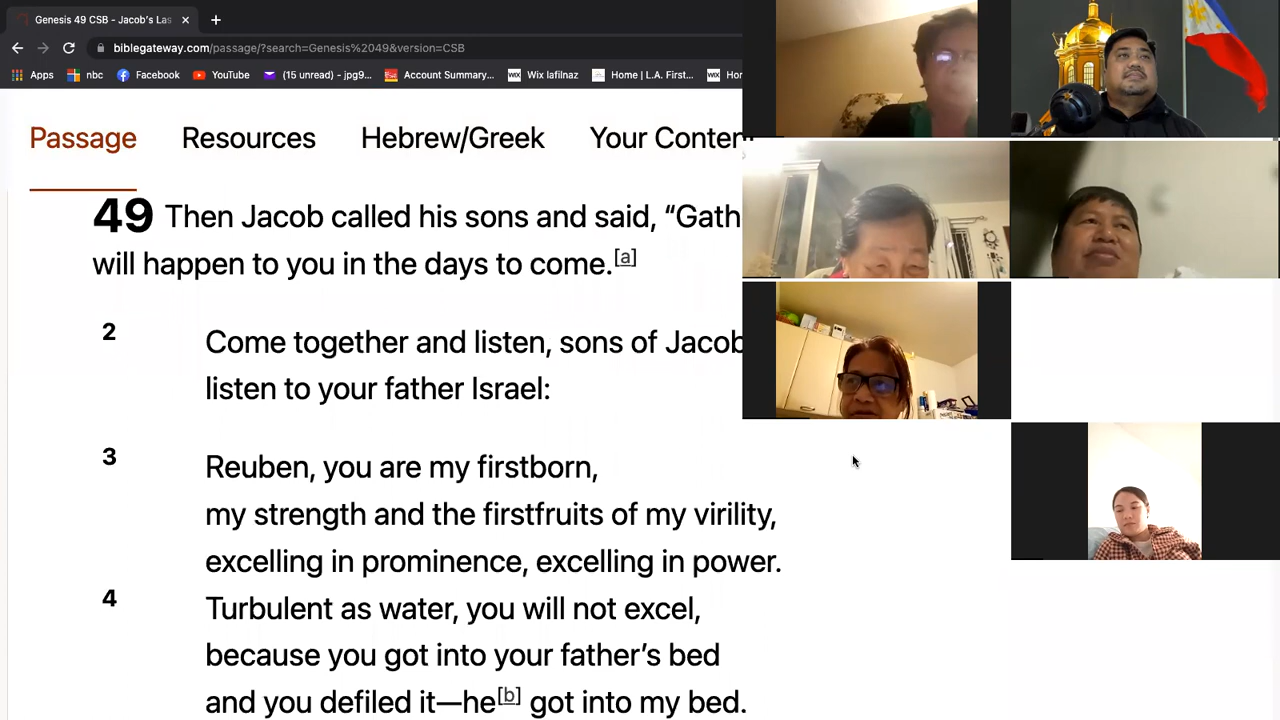 Genesis 49 CSB - Jacob's Las
biblegateway.com/passage/?search=Genesis%2049&version=CSB
Apps nbc Facebook YouTube (15 unread) - jpg9... Account Summary... Wix lafilnaz Home | L.A. First... Hor
Passage Resources Hebrew/Greek Your Conten
49 Then Jacob called his sons and said, “Gath
will happen to you in the days to come.[a]
2 Come together and listen, sons of Jacob
listen to your father Israel:
3 Reuben, you are my firstborn,
my strength and the firstfruits of my virility,
excelling in prominence, excelling in power.
4 Turbulent as water, you will not excel,
because you got into your father’s bed
and you defiled it—he[b] got into my bed.